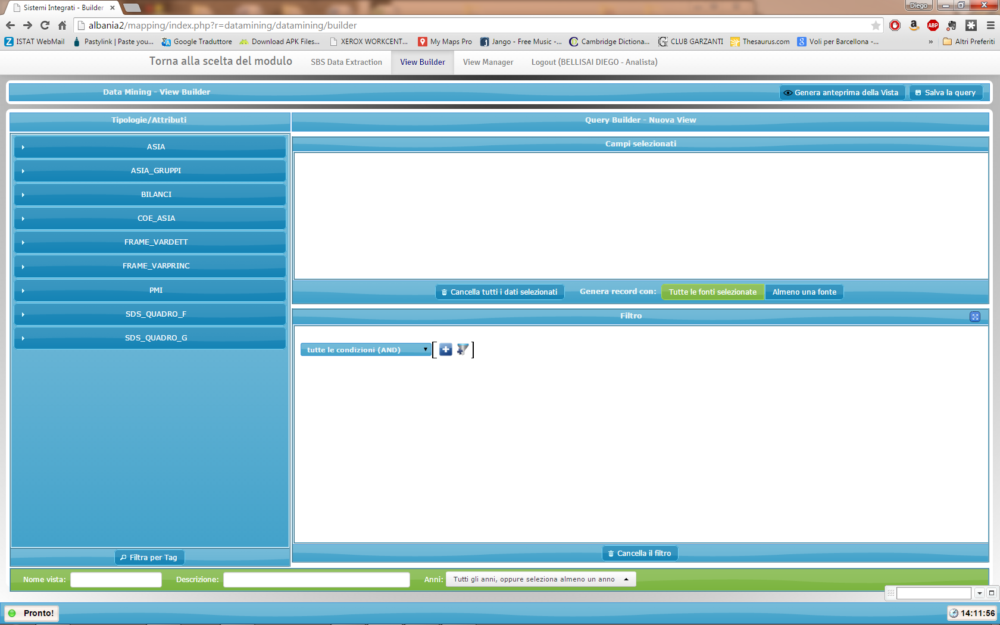 Sistemi Integrati - Builder
Diego
albania2/mapping/index.php?r=datamining/datamining/builder
ISTAT WebMail
Pastylink | Paste you...
Google Traduttore
Download APK Files...
XEROX WORKCENT...
My Maps Pro
Jango - Free Music -...
Cambridge Dictiona...
CLUB GARZANTI
Thesaurus.com
Voli per Barcellona -...
»
Altri Preferiti
Torna alla scelta del modulo
SBS Data Extraction
View Builder
View Manager
Logout (BELLISAI DIEGO - Analista)
Data Mining - View Builder
Genera anteprima della Vista
Salva la query
Tipologie/Attributi
Query Builder - Nuova View
ASIA
ASIA_GRUPPI
BILANCI
COE_ASIA
FRAME_VARDETT
FRAME_VARPRINC
PMI
SDS_QUADRO_F
SDS_QUADRO_G
Filtra per Tag
Campi selezionati
Cancella tutti i dati selezionati
Genera record con:
Tutte le fonti selezionate
Almeno una fonte
Filtro
tutte le condizioni (AND)
Cancella il filtro
Nome vista:
Descrizione:
Anni:
Tutti gli anni, oppure seleziona almeno un anno
Pronto!
14:11:56